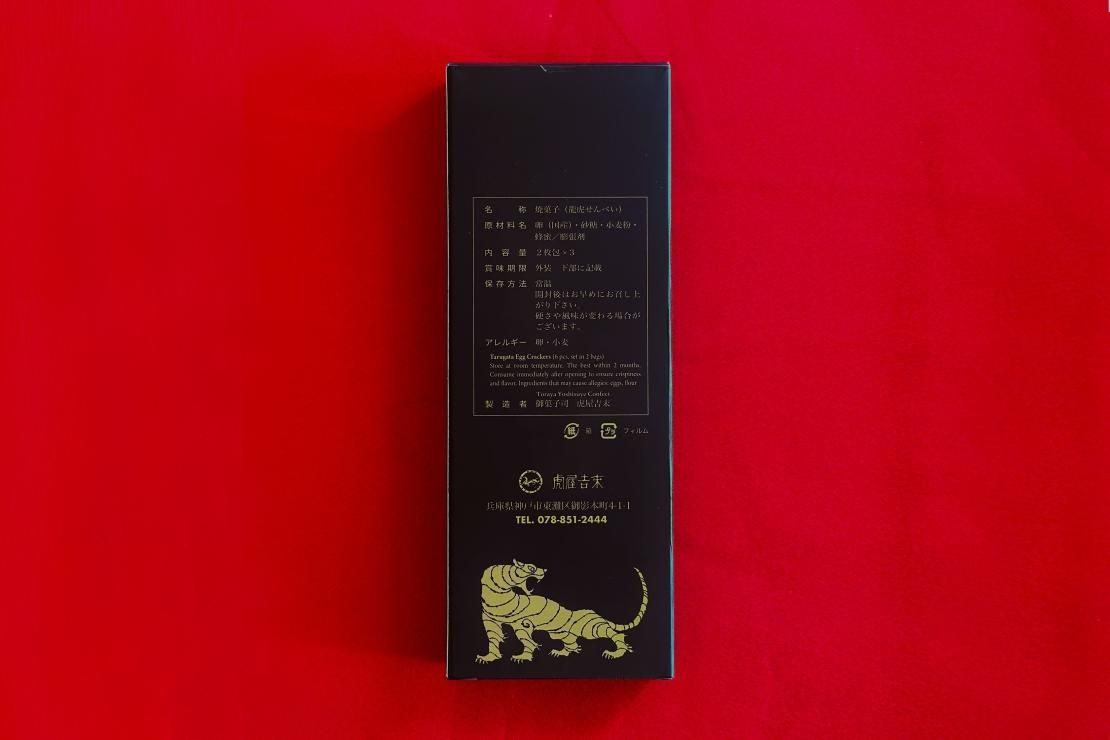 名称 焼菓子（龍虎せんべい）
原材料名 卵（国産）・砂糖・小麦粉・
蜂蜜／膨張剤
内容量 2枚包×3
賞味期限 外装 下部に記載
保存方法 常温
開封後はお早めにお召し上
がり下さい。
硬さや風味が変わる場合が
ございます。
アレルギー 卵・小麦
Egg Crackers (6 pcs, set in 2 bags)
Store at room temperature. The best within 2 months.
Consume immediately after opening to ensure crispiness
and flavor. Ingredients that may cause allegies: eggs, flour
Toraya Yoshisuye Confect
製造者 御菓子司 虎屋吉末
紙 箱 プラ フィルム
虎屋吉末
兵庫県神戸市東灘区御影本町4-1-1
TEL. 078-851-2444